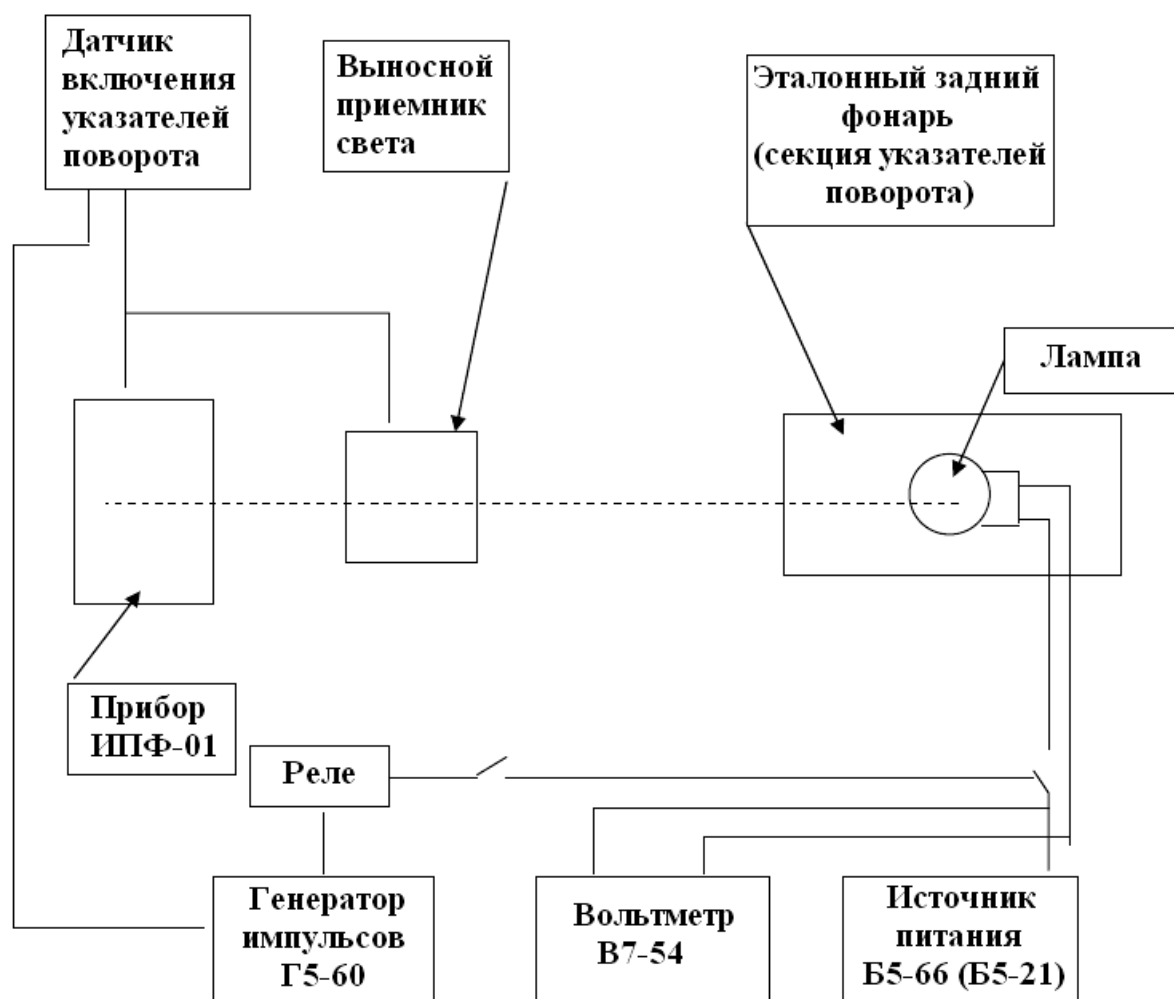 Датчик
включения
указателей
поворота
Выносной
приемник
света
Эталонный задний
фонарь
(секция указателей
поворота)
Лампа
Прибор
ИПФ-01
Реле
Генератор
импульсов
Г5-60
Вольтметр
В7-54
Источник
питания
Б5-66 (Б5-21)